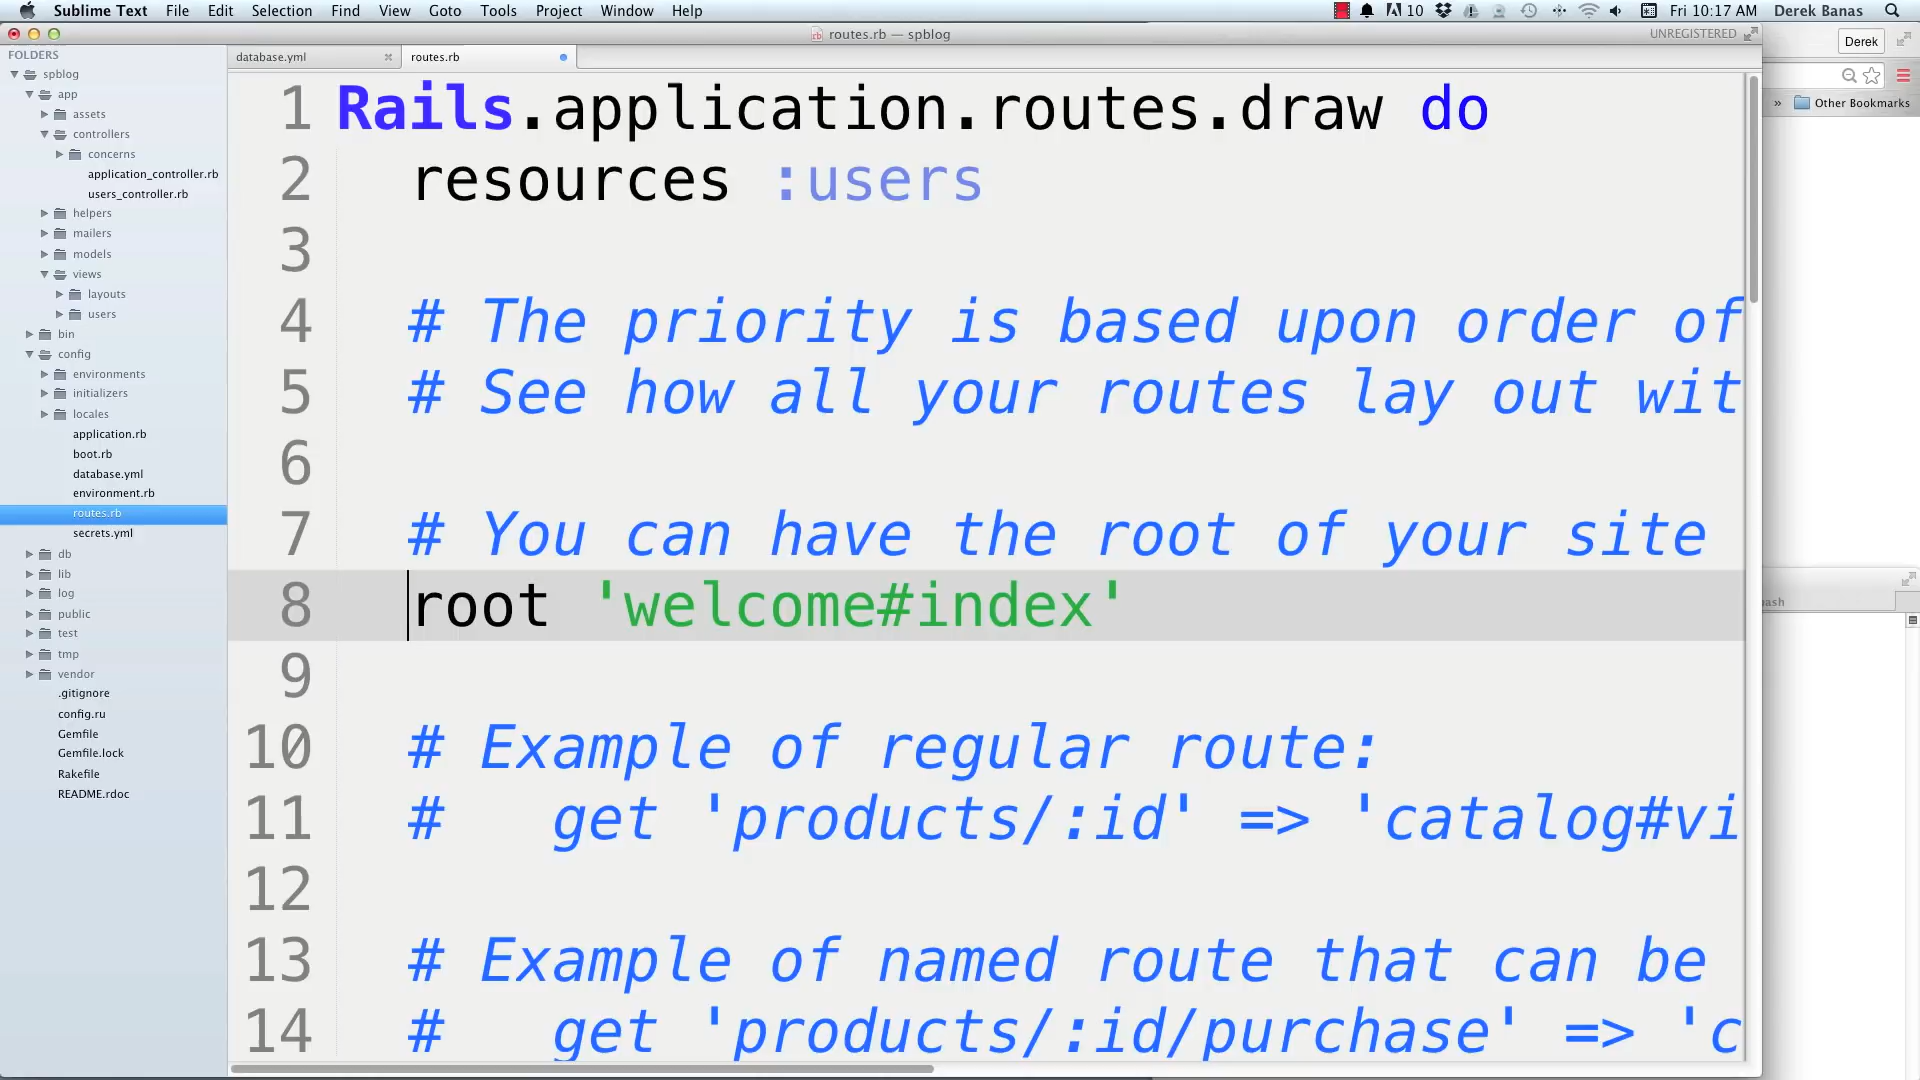 Sublime Text File Edit Selection Find View Goto Tools Project Window Help 10 Fri 10:17 AM Derek Banas
routes.rb — spblog UNREGISTERED
Derek
FOLDERS
database.yml routes.rb
spblog
app
assets
controllers
concerns
application_controller.rb
users_controller.rb
helpers
mailers
models
views
layouts
users
bin
config
environments
initializers
locales
application.rb
boot.rb
database.yml
environment.rb
routes.rb
secrets.yml
db
lib
log
public
test
tmp
vendor
.gitignore
config.ru
Gemfile
Gemfile.lock
Rakefile
README.rdoc
1 Rails.application.routes.draw do
2 resources :users
3
4 # The priority is based upon order of
5 # See how all your routes lay out wit
6
7 # You can have the root of your site
8 root 'welcome#index'
9
10 # Example of regular route:
11 # get 'products/:id' => 'catalog#vi
12
13 # Example of named route that can be
14 # get 'products/:id/purchase' => 'c
» Other Bookmarks